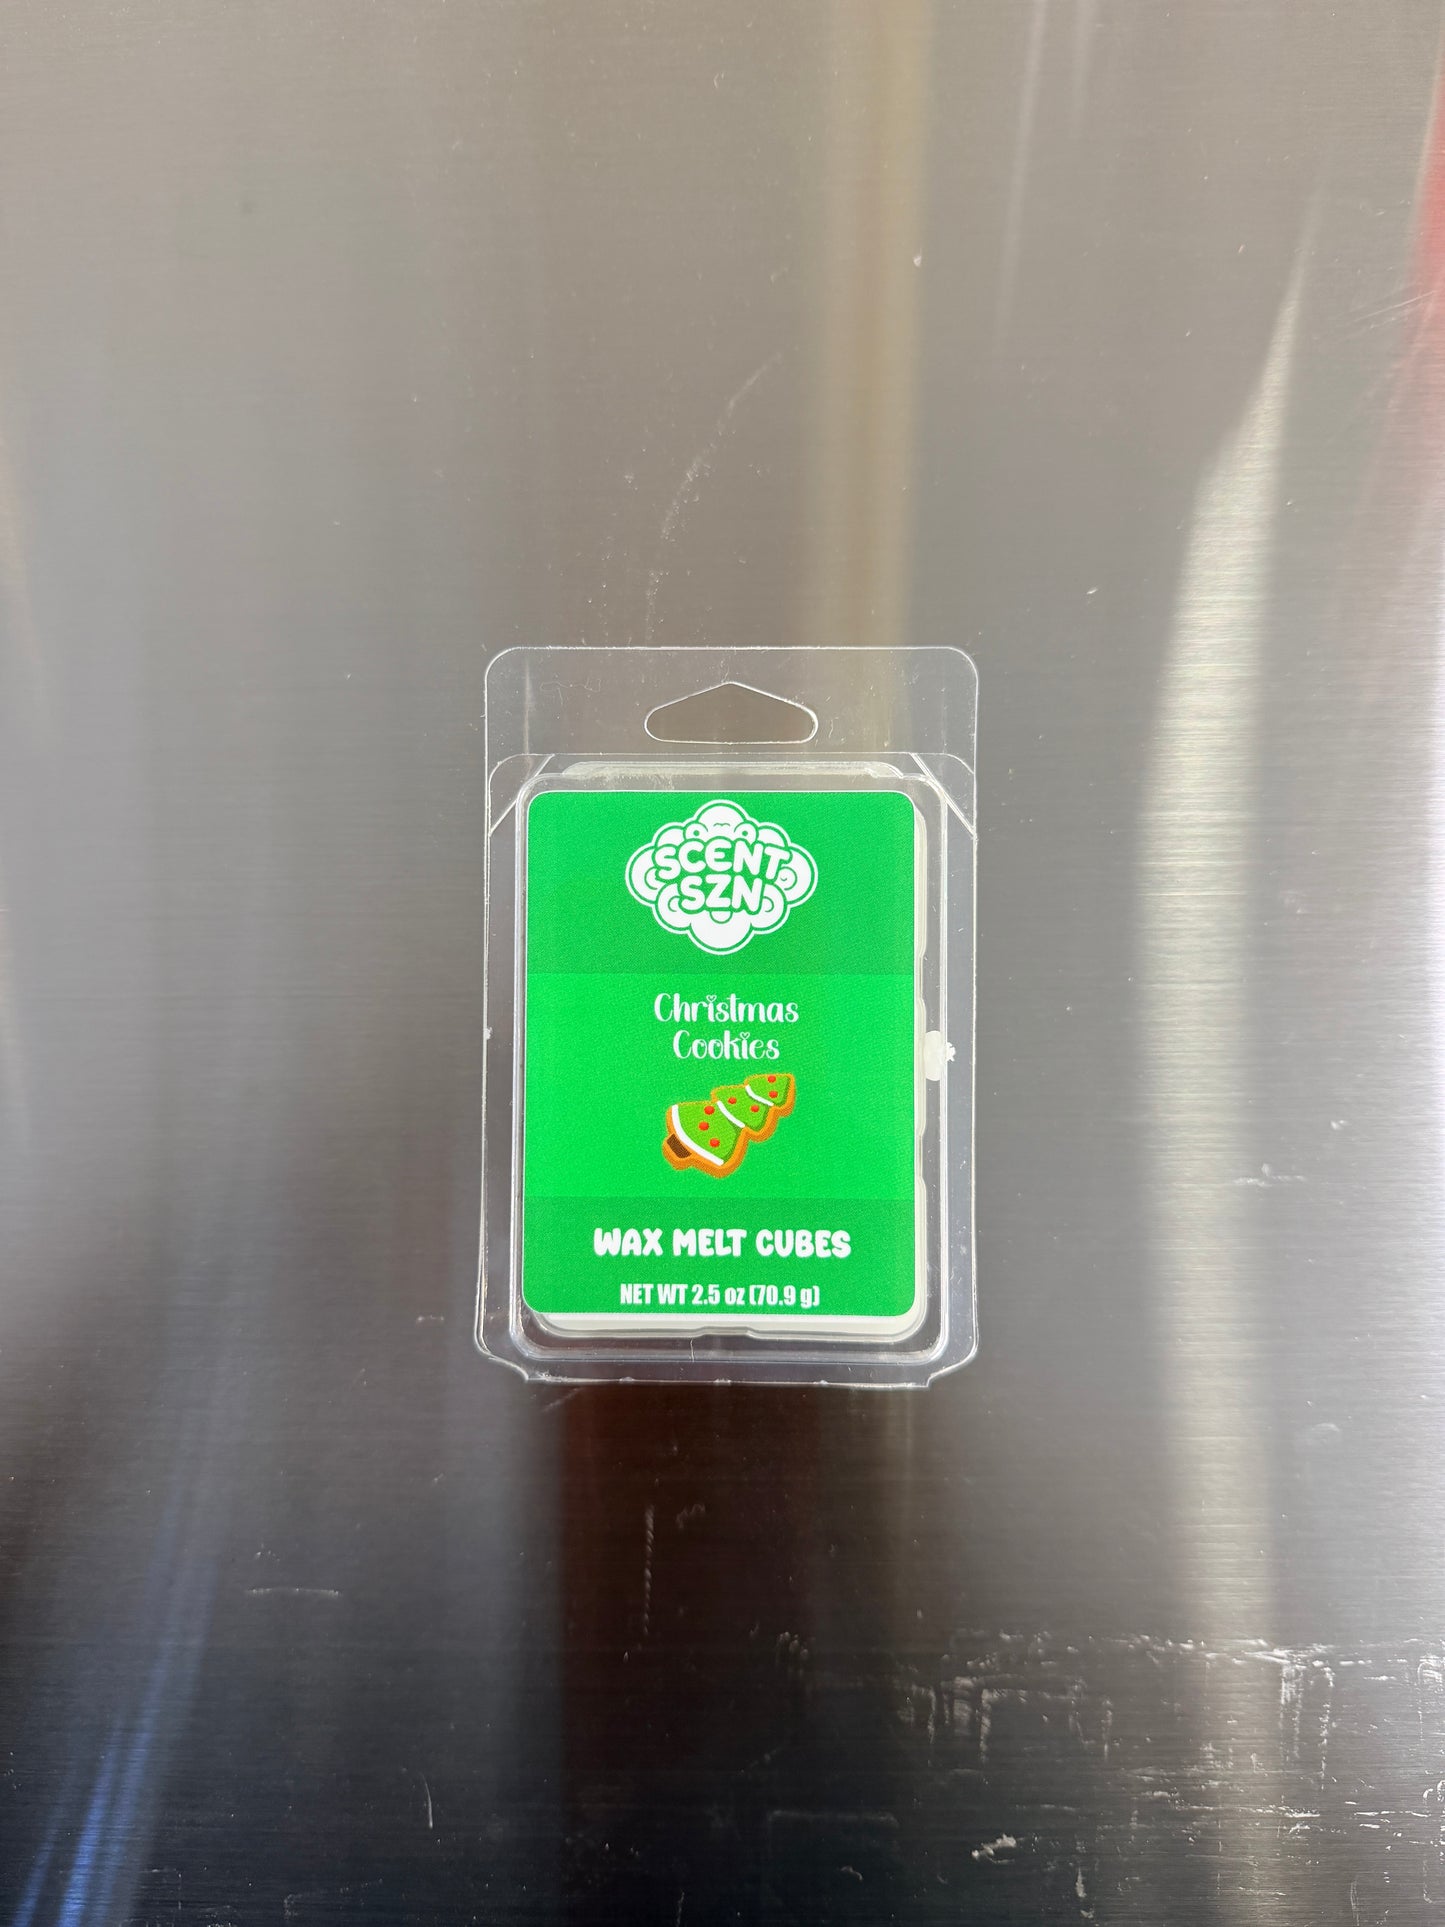 SCENT
SZN
Christmas
Cookies
WAX MELT CUBES
NET WT 2.5 oz (70.9 g)